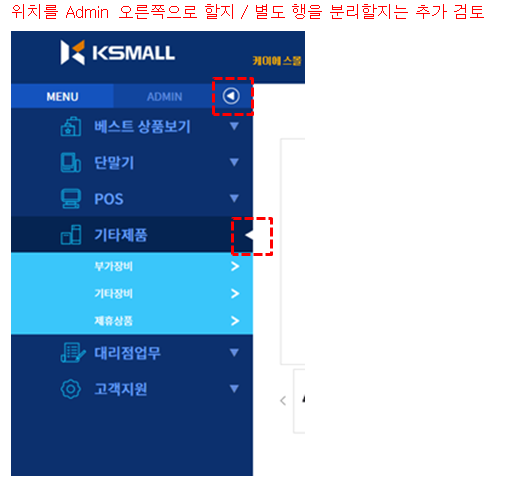 위치를 Admin 오른쪽으로 할지 / 별도 행을 분리할지는 추가 검토
KSMALL
케이에스몰
MENU ADMIN
베스트 상품보기
단말기
POS
기타제품
부가장비
기타장비
제휴상품
대리점업무
고객지원